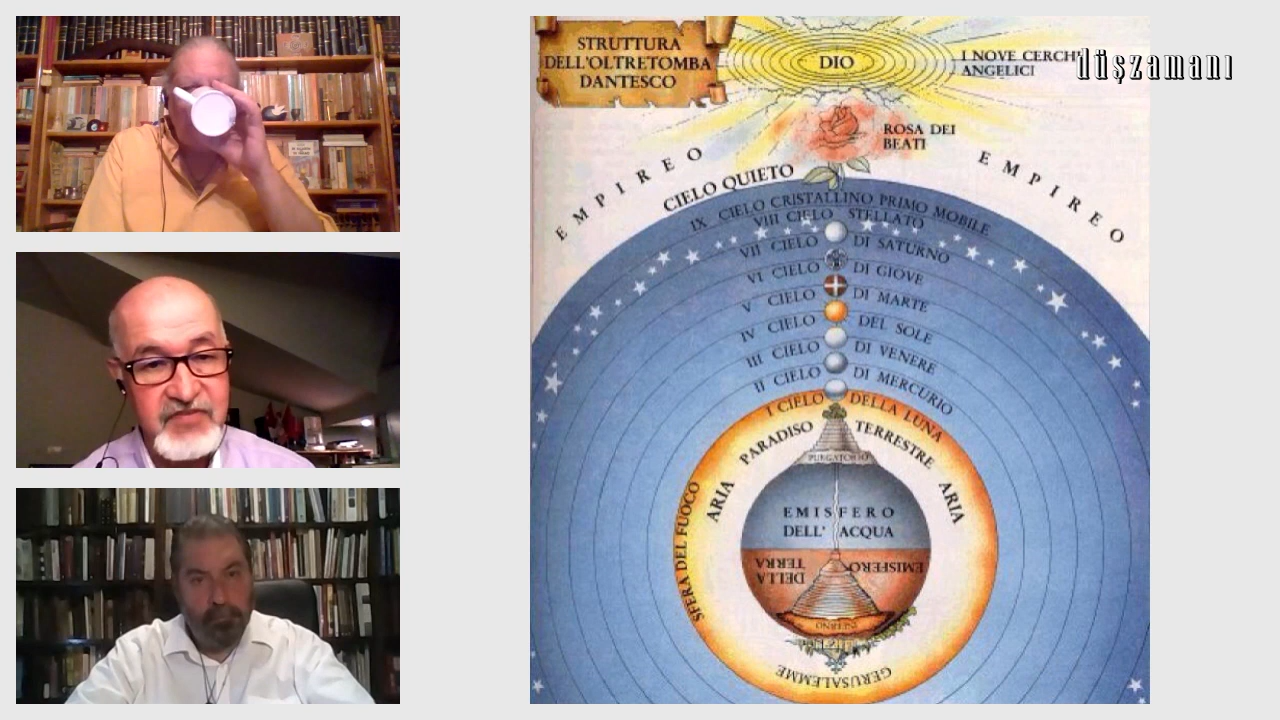 STRUTTURA
DELL'OLTRETOMBA
DANTESCO
DIO
I NOVE CERCHI
ANGELICI
düşzamanı
ROSA DEI
BEATI
EMPIREO
EMPIREO
CIELO QUIETO
IX CIELO CRISTALLINO PRIMO MOBILE
VIII CIELO STELLATO
VII CIELO DI SATURNO
VI CIELO DI GIOVE
V CIELO DI MARTE
IV CIELO DEL SOLE
III CIELO DI VENERE
II CIELO DI MERCURIO
I CIELO DELLA LUNA
PARADISO TERRESTRE
PURGATORIO
ARIA
ARIA
SFERA DEL FUOCO
EMISFERO
DELL' ACQUA
EMISFERO
DELLA
TERRA
INFERNO
GERUSALEMME